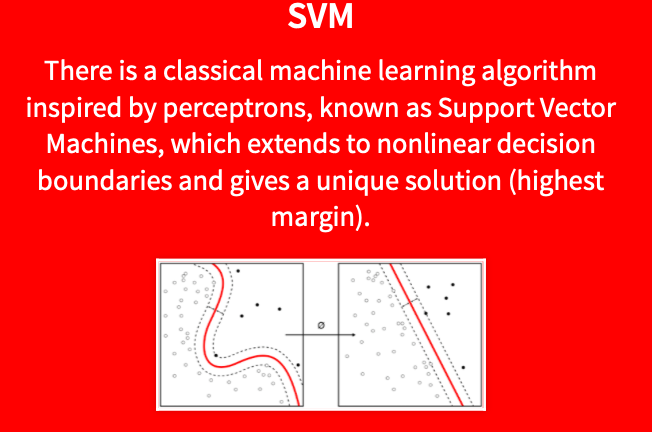 SVM
There is a classical machine learning algorithm
inspired by perceptrons, known as Support Vector
Machines, which extends to nonlinear decision
boundaries and gives a unique solution (highest
margin).
ø